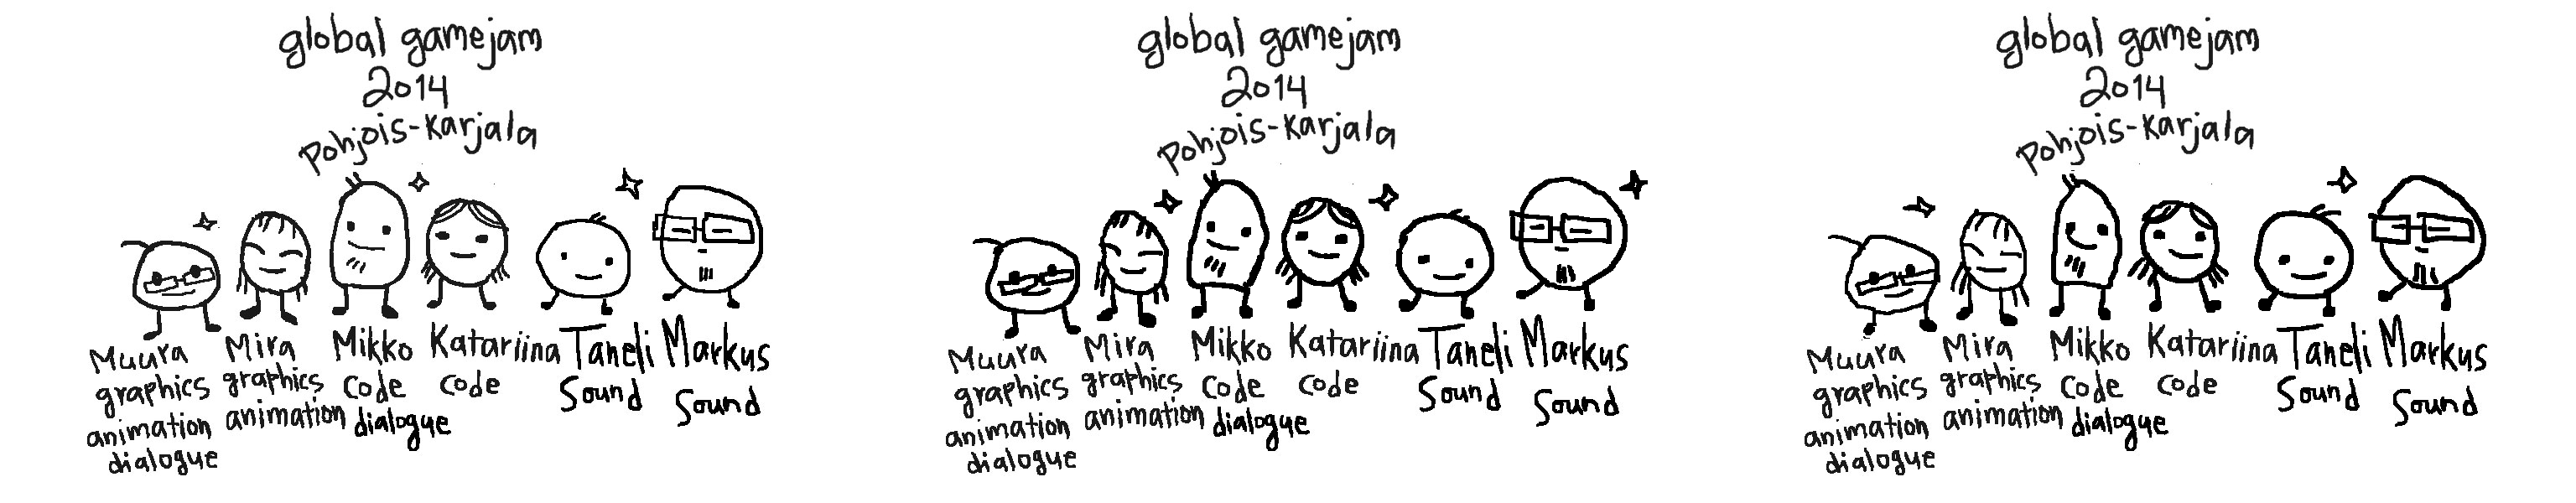 global gamejam
2014
Pohjois-Karjala
Muura
graphics
animation
dialogue
Mira
graphics
animation
Mikko
code
dialogue
Katariina
code
Taneli
Sound
Markus
Sound
global gamejam
2014
Pohjois-Karjala
Muura
graphics
animation
dialogue
Mira
graphics
animation
Mikko
code
dialogue
Katariina
code
Taneli
Sound
Markus
Sound
global gamejam
2014
Pohjois-Karjala
Muura
graphics
animation
dialogue
Mira
graphics
animation
Mikko
code
dialogue
Katariina
code
Taneli
Sound
Markus
Sound